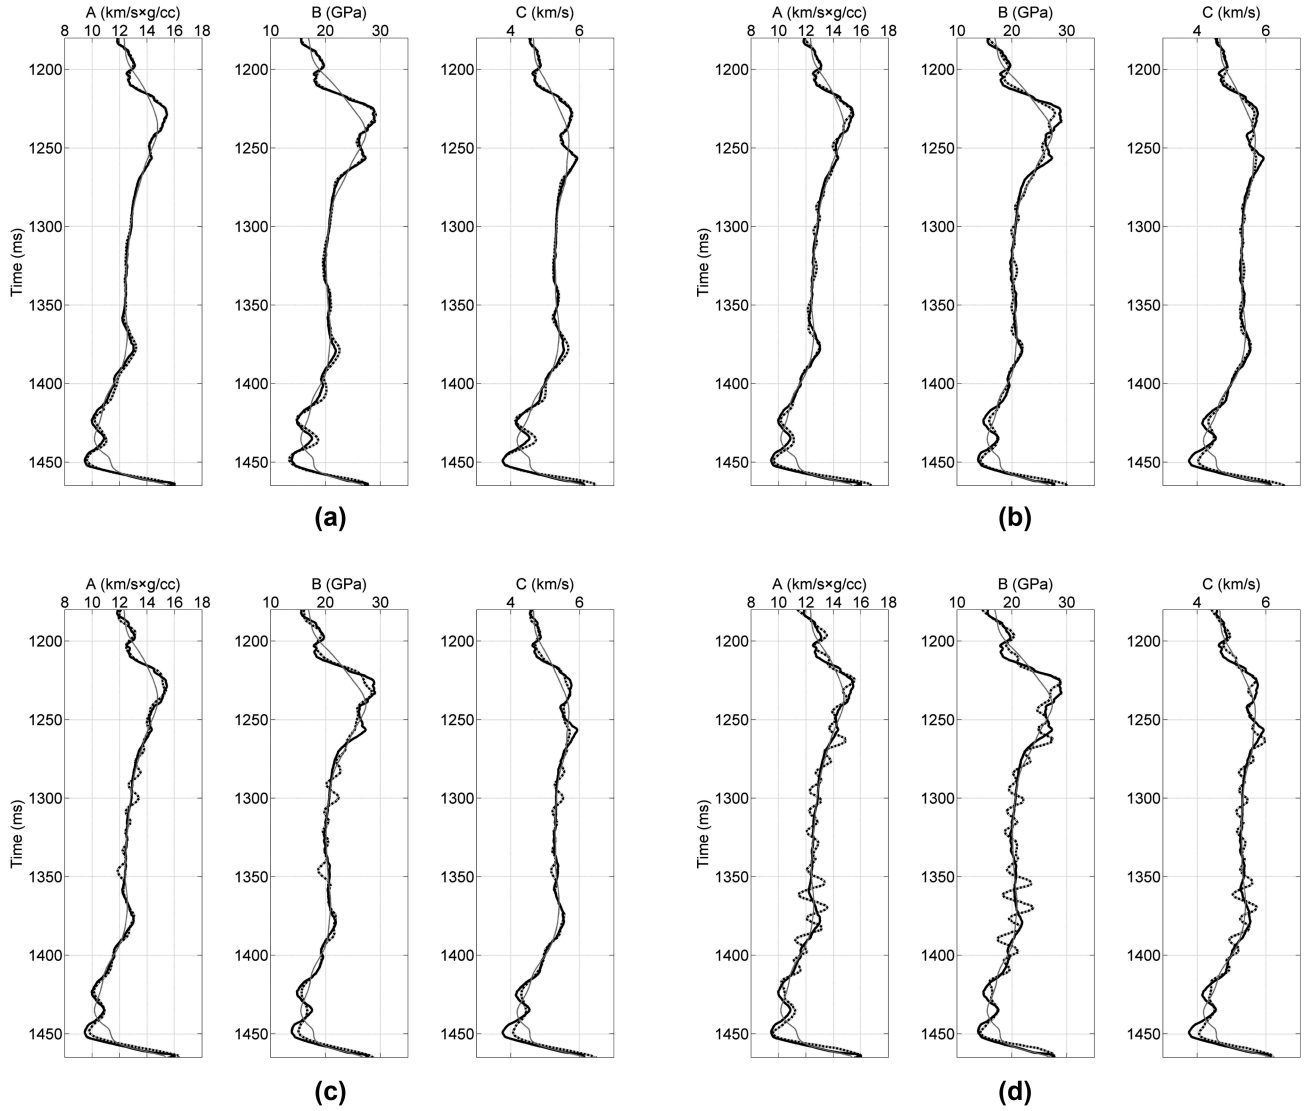 A (km/s×g/cc) B (GPa) C (km/s) A (km/s×g/cc) B (GPa) C (km/s)
8 10 12 14 16 18 10 20 30 4 6 8 10 12 14 16 18 10 20 30 4 6
1200 1200 1200 1200 1200 1200
1250 1250 1250 1250 1250 1250
1300 1300 1300 1300 1300 1300
Time (ms) Time (ms)
1350 1350 1350 1350 1350 1350
1400 1400 1400 1400 1400 1400
1450 1450 1450 1450 1450 1450
(a) (b)
A (km/s×g/cc) B (GPa) C (km/s) A (km/s×g/cc) B (GPa) C (km/s)
8 10 12 14 16 18 10 20 30 4 6 8 10 12 14 16 18 10 20 30 4 6
1200 1200 1200 1200 1200 1200
1250 1250 1250 1250 1250 1250
1300 1300 1300 1300 1300 1300
Time (ms) Time (ms)
1350 1350 1350 1350 1350 1350
1400 1400 1400 1400 1400 1400
1450 1450 1450 1450 1450 1450
(c) (d)